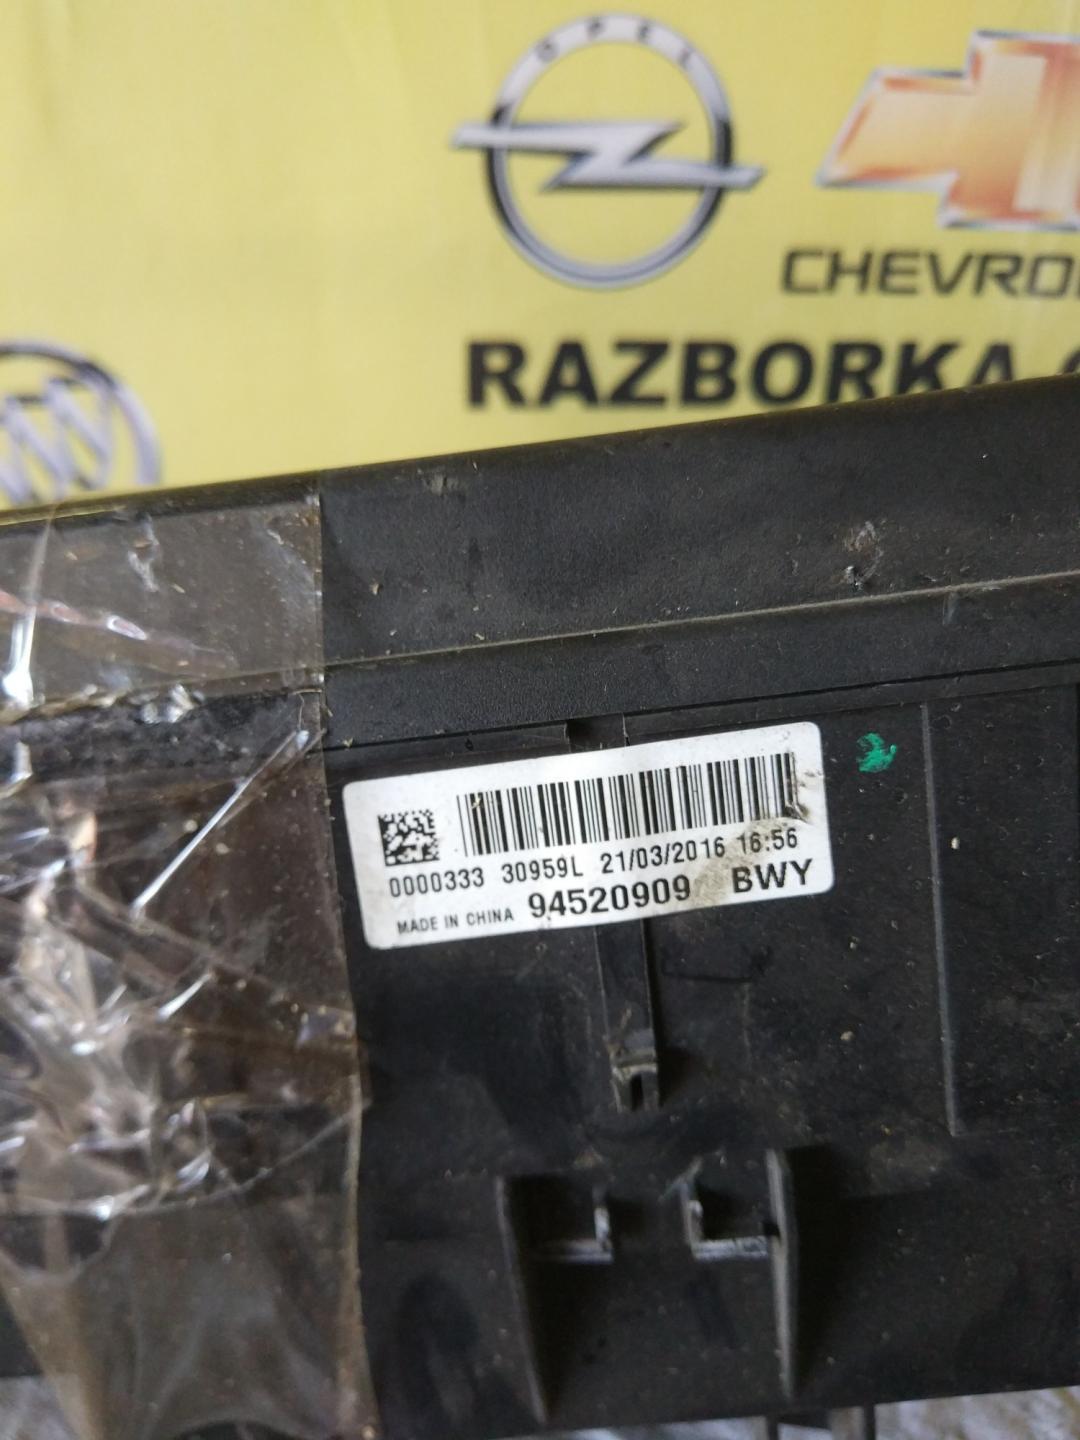 OPEL
CHEVROL
RAZBORKA
0000333 30959L 21/03/2016 16:56
MADE IN CHINA 94520909 BWY